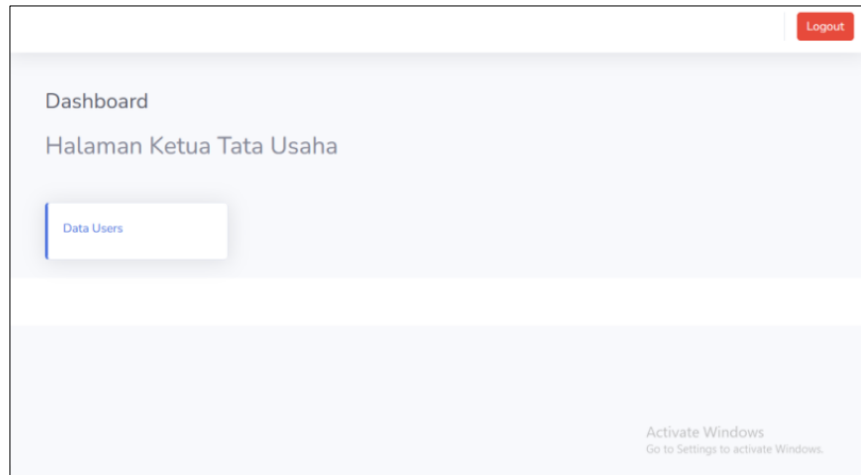 Logout
Dashboard
Halaman Ketua Tata Usaha
Data Users
Activate Windows
Go to Settings to activate Windows.